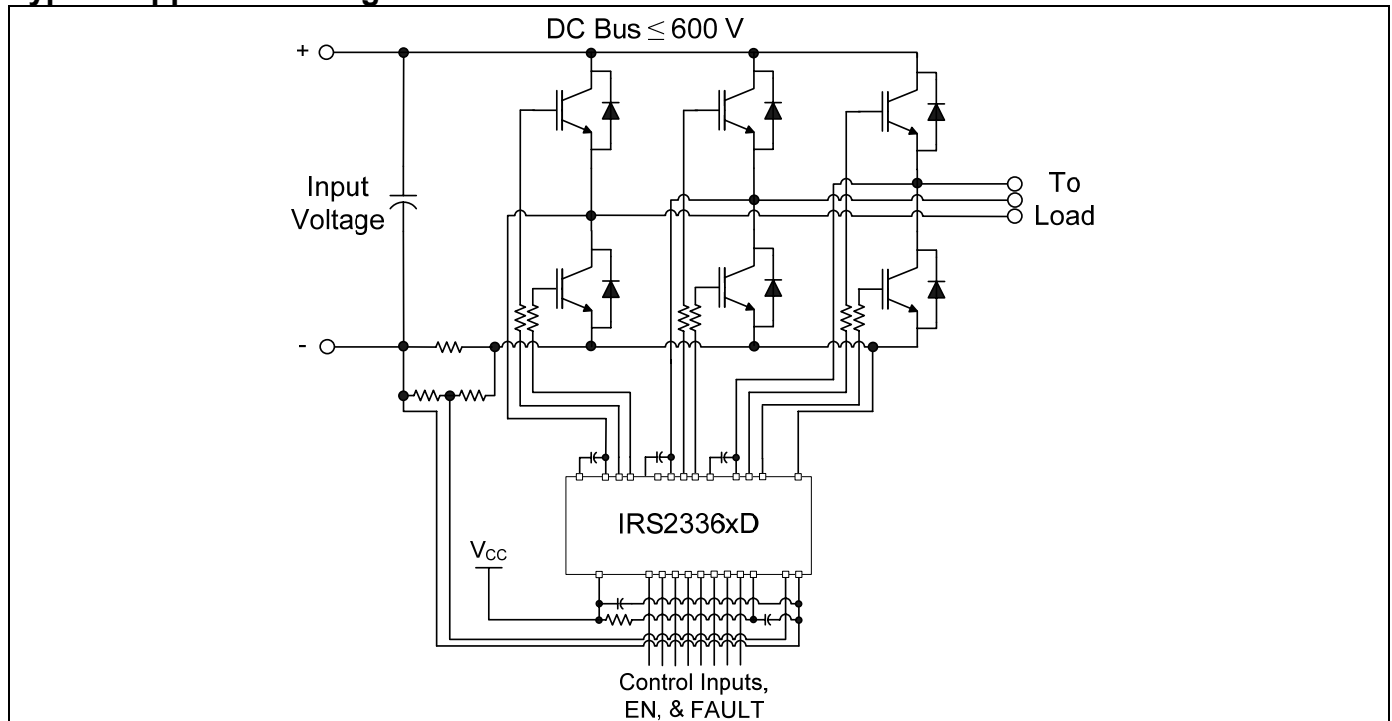 DC Bus ≤ 600 V
+
Input
Voltage
To
Load
-
IRS2336xD
VCC
Control Inputs,
EN, & FAULT